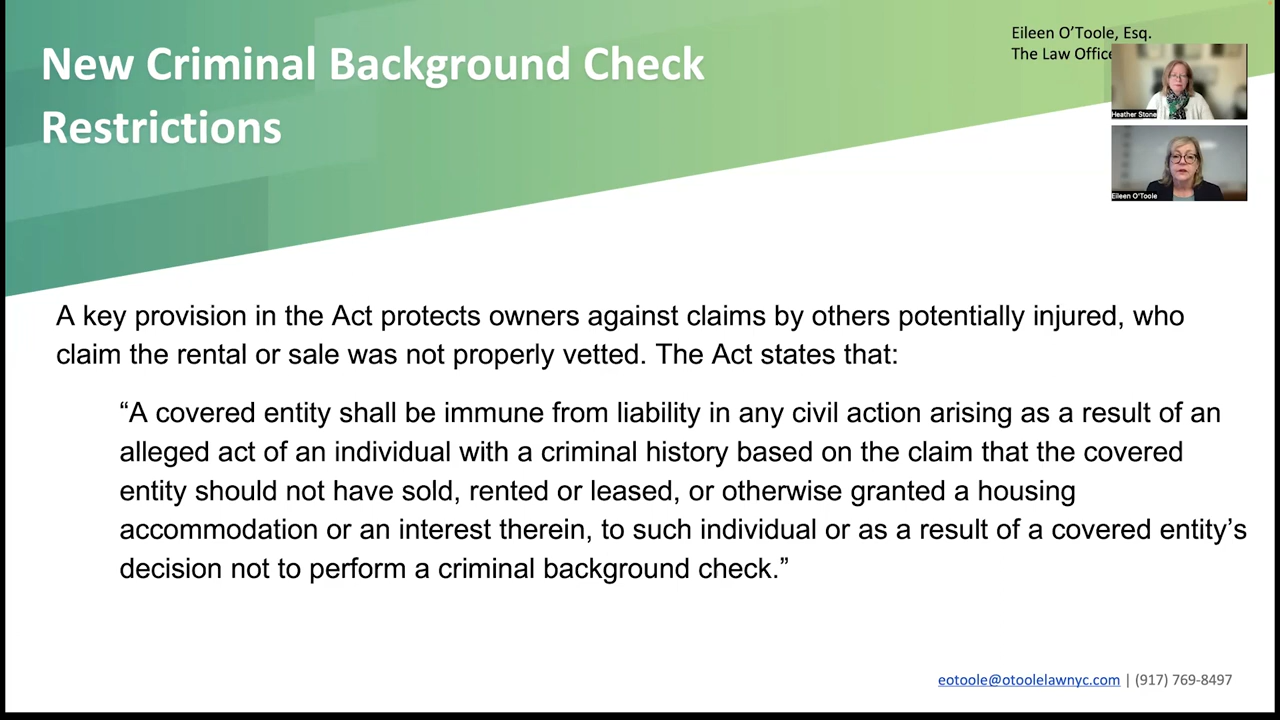 New Criminal Background Check
Restrictions
Eileen O’Toole, Esq.
The Law Office
Heather Stone
Eileen O'Toole
A key provision in the Act protects owners against claims by others potentially injured, who
claim the rental or sale was not properly vetted. The Act states that:
“A covered entity shall be immune from liability in any civil action arising as a result of an
alleged act of an individual with a criminal history based on the claim that the covered
entity should not have sold, rented or leased, or otherwise granted a housing
accommodation or an interest therein, to such individual or as a result of a covered entity’s
decision not to perform a criminal background check.”
eotoole@otoolelawnyc.com | (917) 769-8497